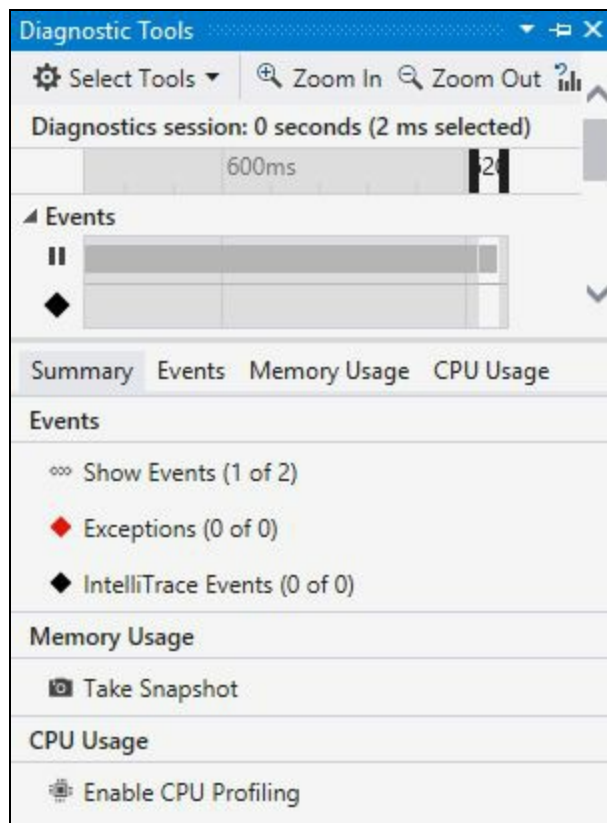 Diagnostic Tools
Select Tools Zoom In Zoom Out
Diagnostics session: 0 seconds (2 ms selected)
600ms
Events
Summary Events Memory Usage CPU Usage
Events
Show Events (1 of 2)
Exceptions (0 of 0)
IntelliTrace Events (0 of 0)
Memory Usage
Take Snapshot
CPU Usage
Enable CPU Profiling